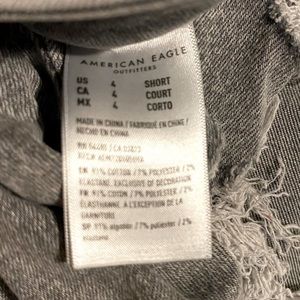 AMERICAN EAGLE
OUTFITTERS
US 4 SHORT
CA 4 COURT
MX 4 CORTO
MADE IN CHINA / FABRIQUÉ EN CHINE /
HECHO EN CHINA
EN 91% COTTON / 7% POLYESTER / 2%
ELASTANE, EXCLUSIVE OF DECORATION
FR 91% COTON / 7% POLYESTER / 2%
ÉLASTHANNE, À L'EXCEPTION DE LA
GARNITURE
SP 91% algodón / 7% poliéster / 2%